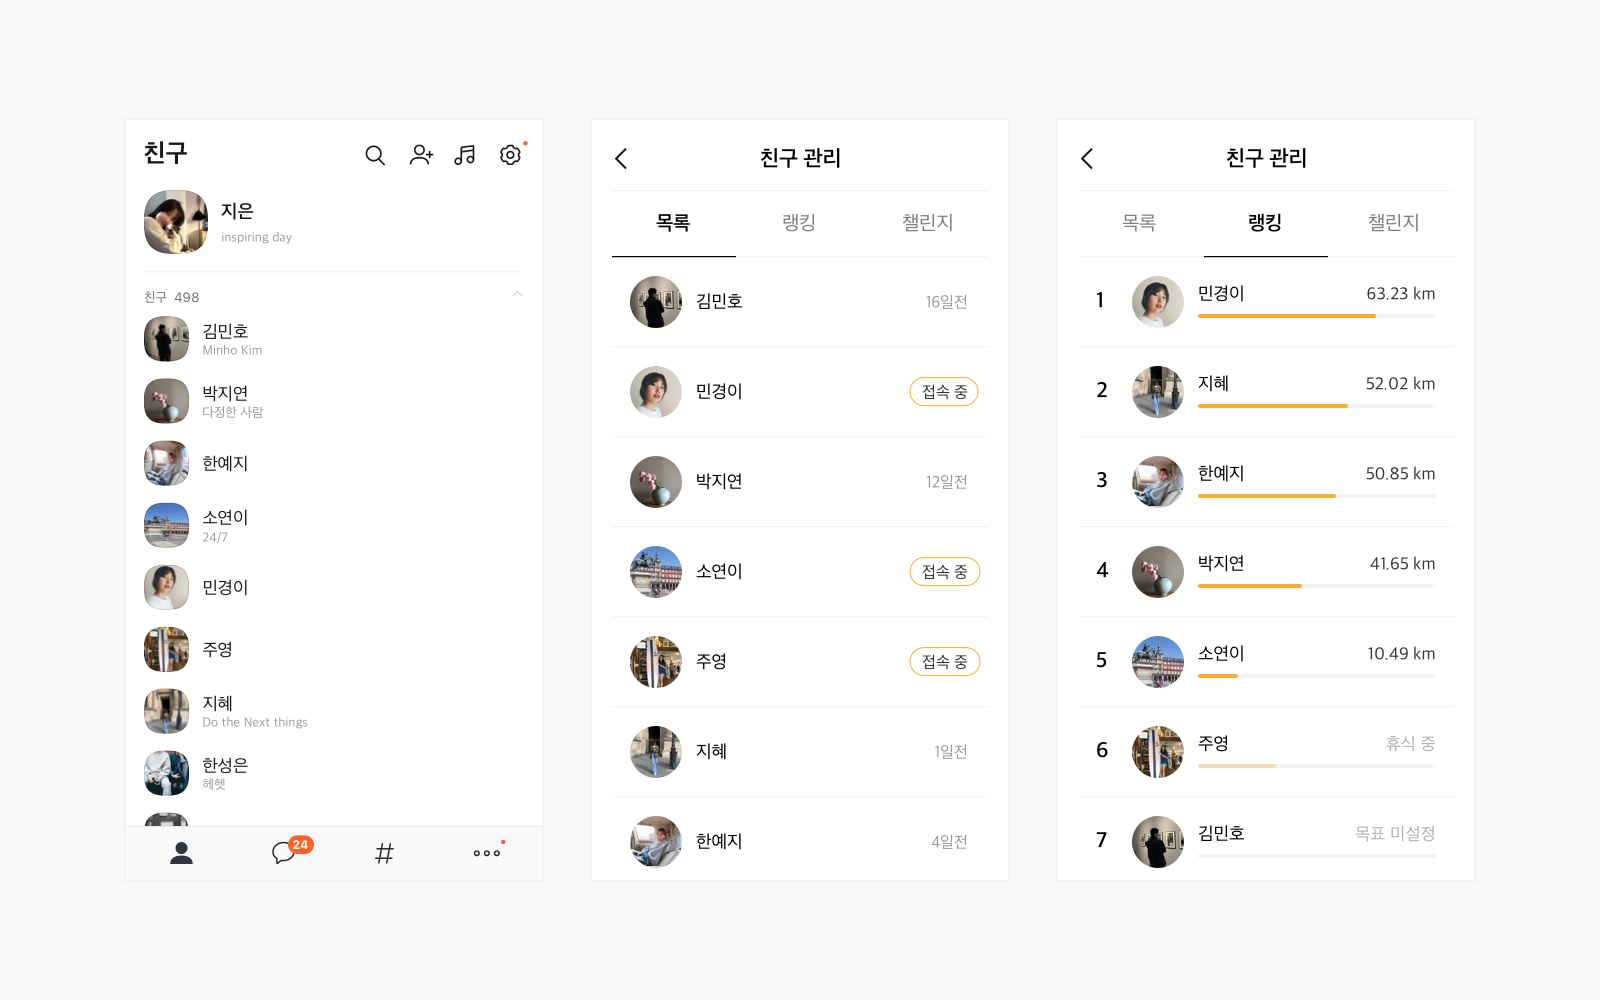 친구
지은
inspiring day
친구 498
김민호
Minho Kim
박지연
다정한 사람
한예지
소연이
24/7
민경이
주영
지혜
Do the Next things
한성은
헤헷
24
친구 관리
목록 랭킹 챌린지
김민호 16일전
민경이 접속 중
박지연 12일전
소연이 접속 중
주영 접속 중
지혜 1일전
한예지 4일전
친구 관리
목록 랭킹 챌린지
1 민경이 63.23 km
2 지혜 52.02 km
3 한예지 50.85 km
4 박지연 41.65 km
5 소연이 10.49 km
6 주영 휴식 중
7 김민호 목표 미설정